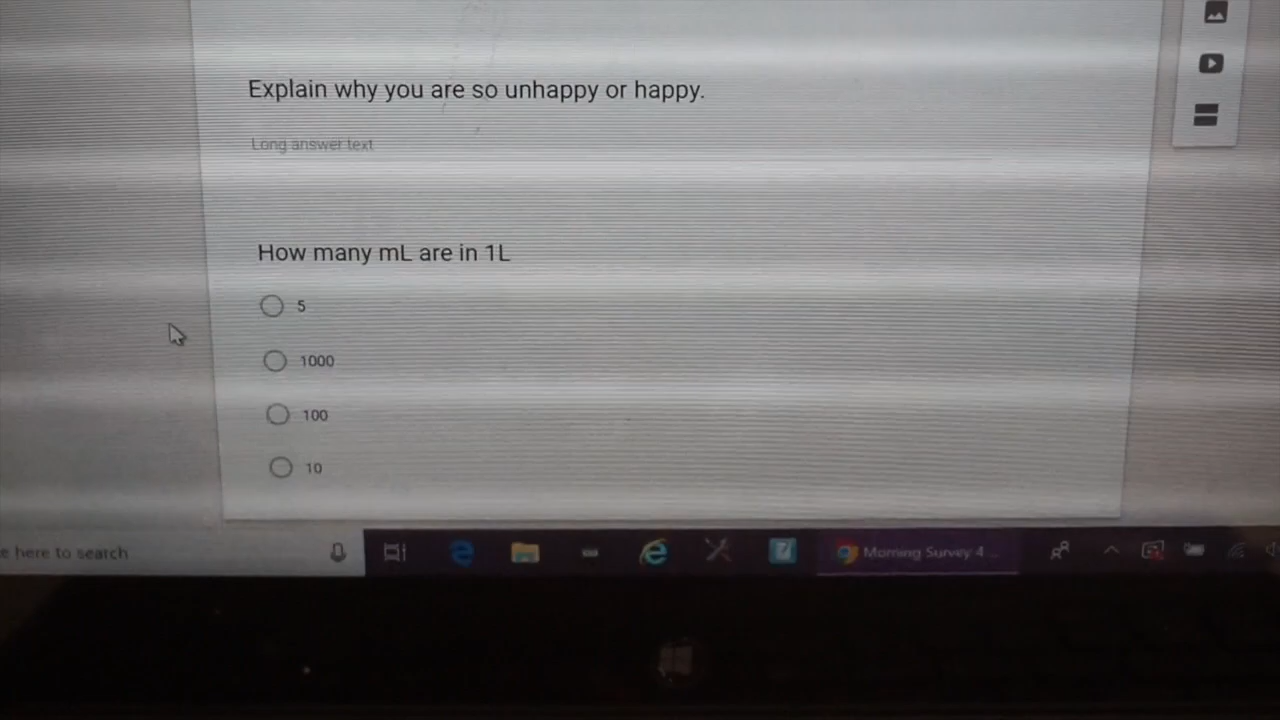 Explain why you are so unhappy or happy.
Long answer text
How many mL are in 1L
5
1000
100
10
e here to search
Morning Survey 4 ...